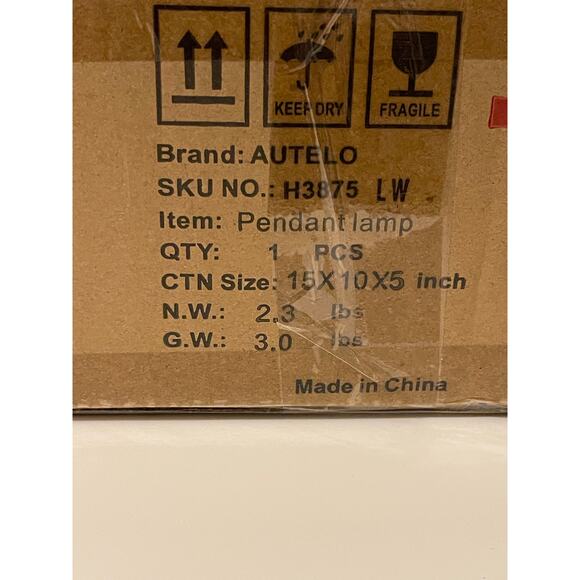 KEEP DRY
FRAGILE
Brand: AUTELO
SKU NO.: H3875 LW
Item: Pendant lamp
QTY: 1 PCS
CTN Size: 15X10X5 inch
N.W.: 2.3 lbs
G.W.: 3.0 lbs
Made in China